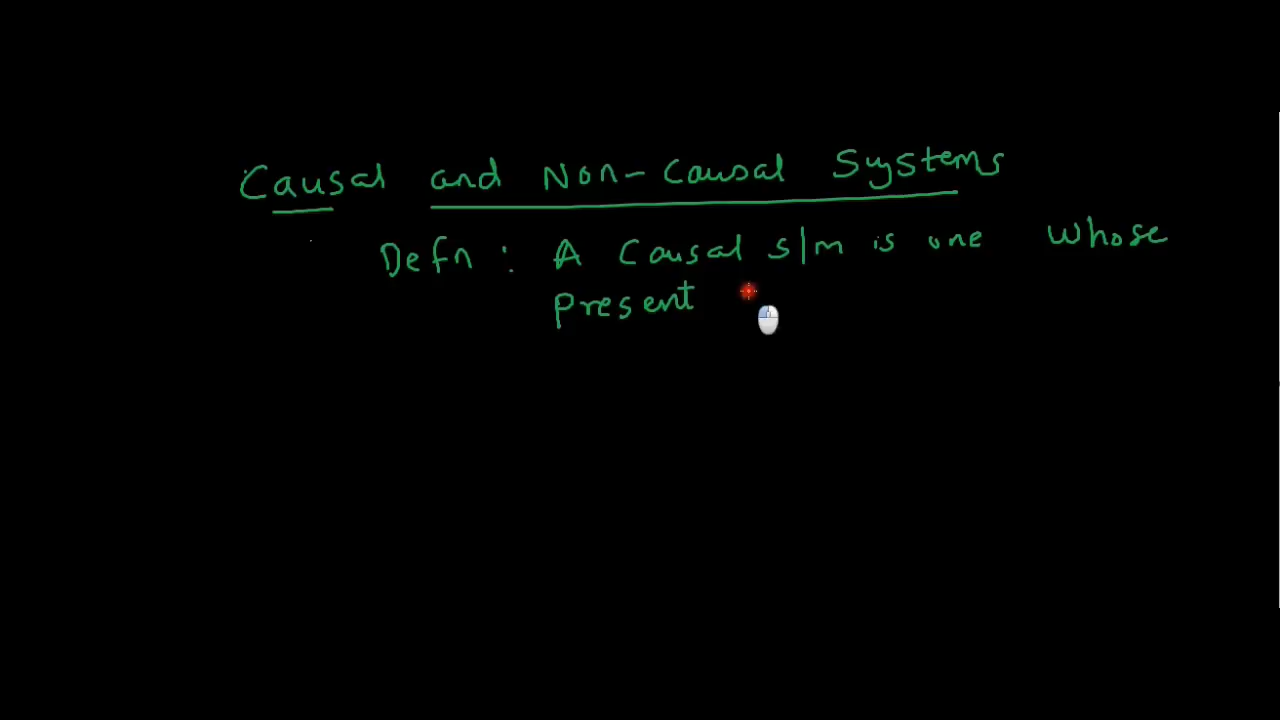 Causal and Non-Causal Systems
Defn : A Causal s/m is one whose
present